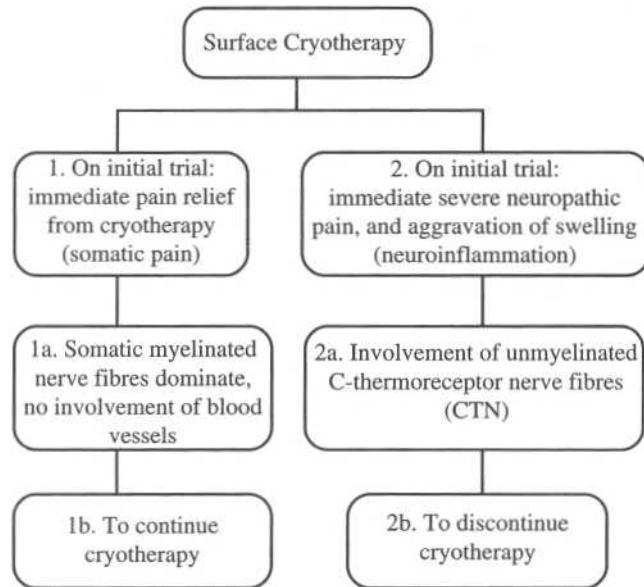 Surface Cryotherapy
1. On initial trial:
immediate pain relief
from cryotherapy
(somatic pain)
2. On initial trial:
immediate severe neuropathic
pain, and aggravation of swelling
(neuroinflammation)
1a. Somatic myelinated
nerve fibres dominate,
no involvement of blood
vessels
2a. Involvement of unmyelinated
C-thermoreceptor nerve fibres
(CTN)
1b. To continue
cryotherapy
2b. To discontinue
cryotherapy